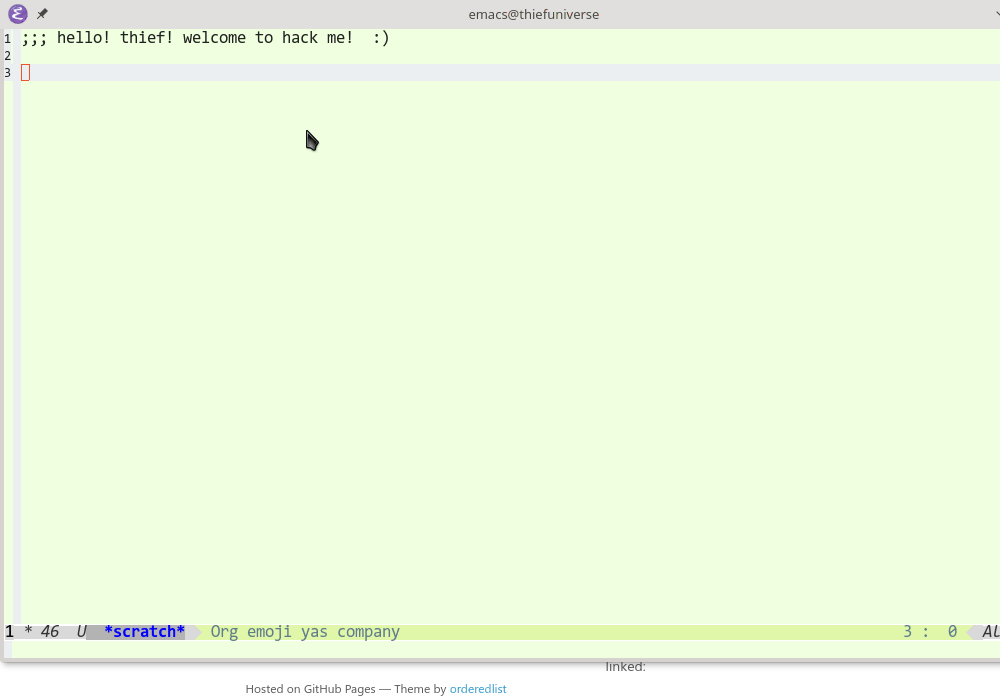 emacs@thiefuniverse
1 ;;; hello! thief! welcome to hack me!  :)
2
3
1 * 46 U *scratch* Org emoji yas company 3 : 0
linked:
Hosted on GitHub Pages — Theme by orderedlist